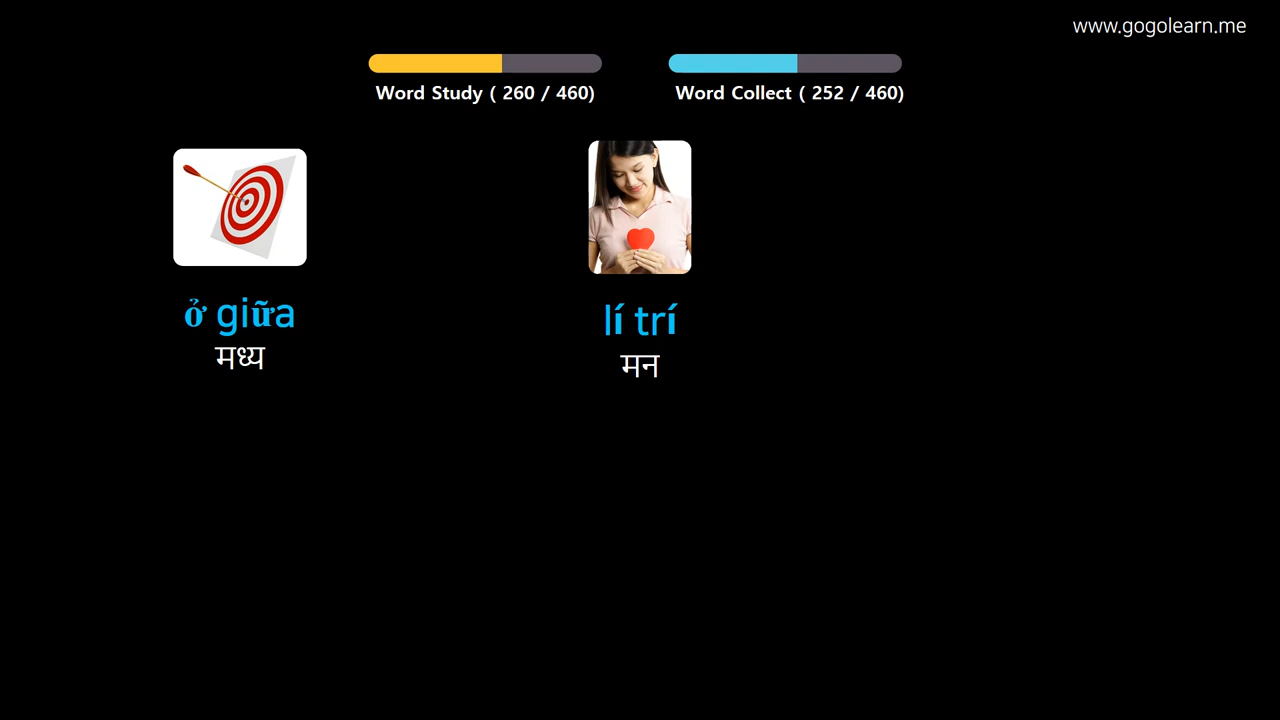 www.gogolearn.me
Word Study ( 260 / 460)
Word Collect ( 252 / 460)
ở giữa
मध्य
lí trí
मन